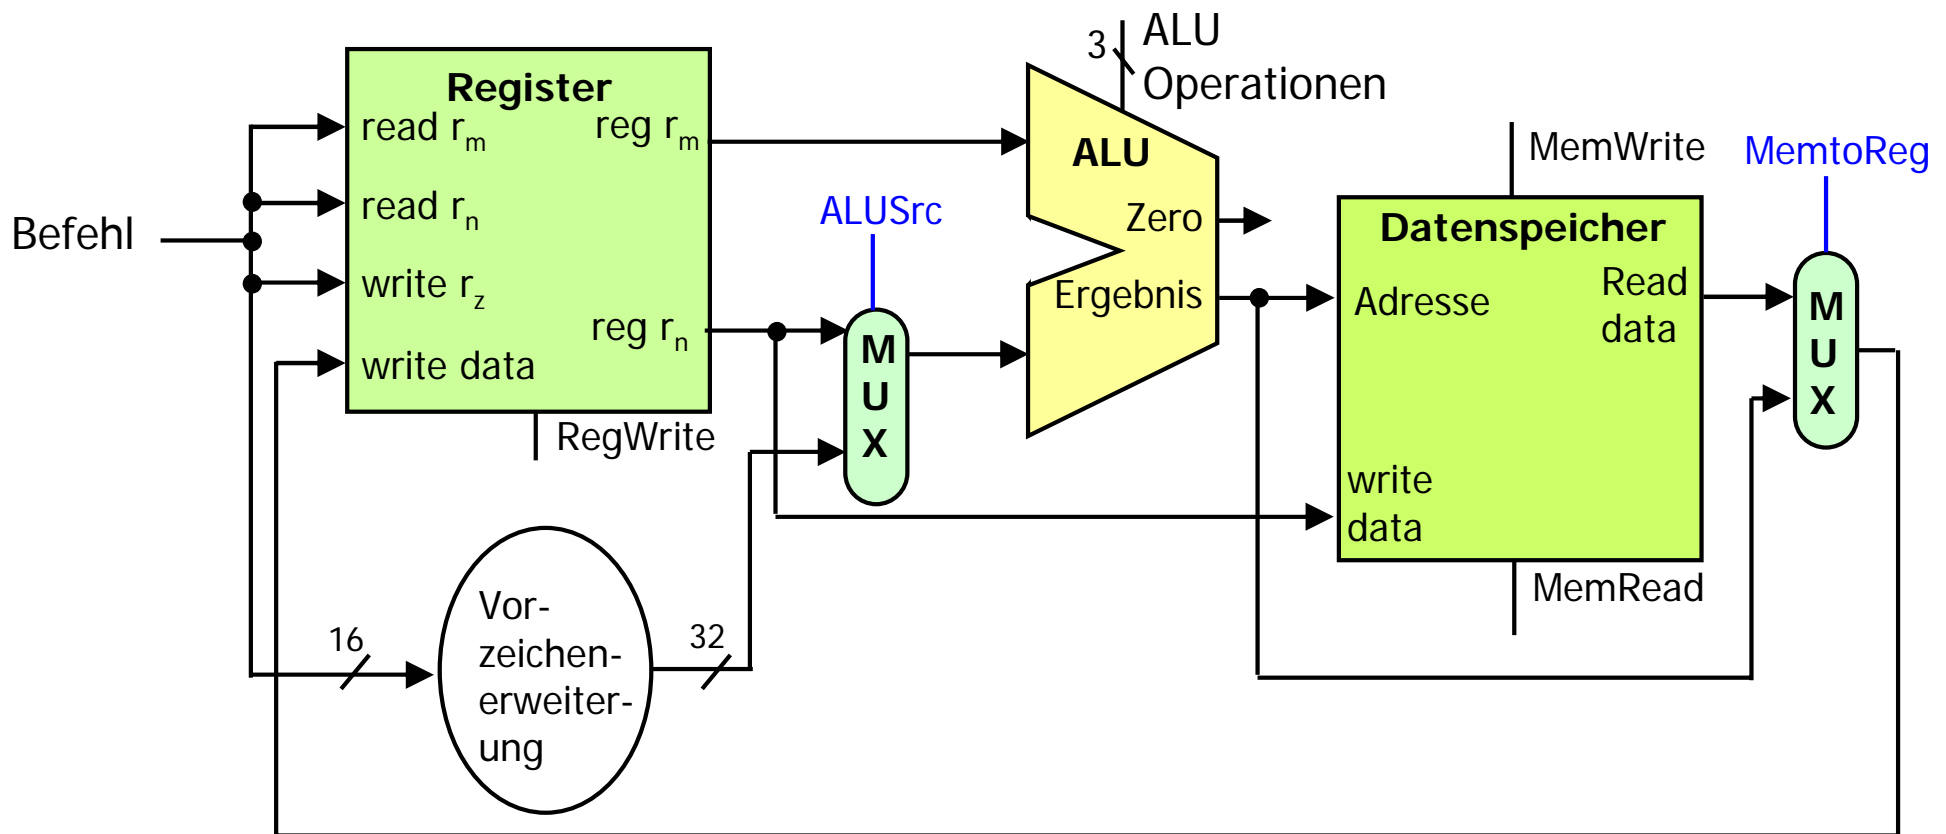 Befehl
Register
read rm
read rn
write rz
write data
reg rm
reg rn
RegWrite
16
Vor-
zeichen-
erweiter-
ung
32
ALUSrc
M
U
X
3
ALU
Operationen
ALU
Zero
Ergebnis
MemWrite
Datenspeicher
Adresse
Read
data
write
data
MemRead
MemtoReg
M
U
X